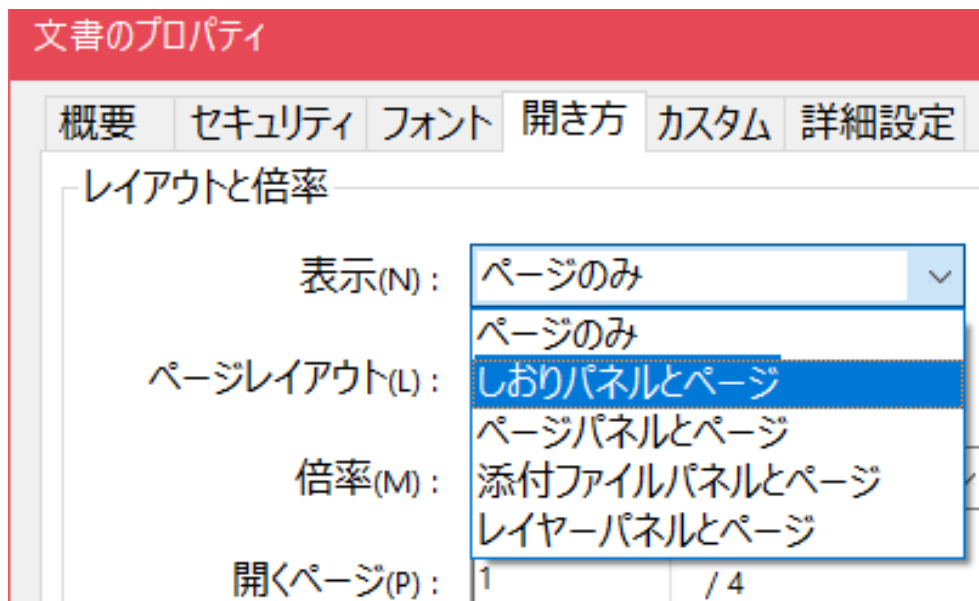 文書のプロパティ
概要 セキュリティ フォント 開き方 カスタム 詳細設定
レイアウトと倍率
表示(N) : ページのみ
ページのみ
ページレイアウト(L) : しおりパネルとページ
ページパネルとページ
倍率(M) : 添付ファイルパネルとページ
レイヤーパネルとページ
開くページ(P) : 1 / 4